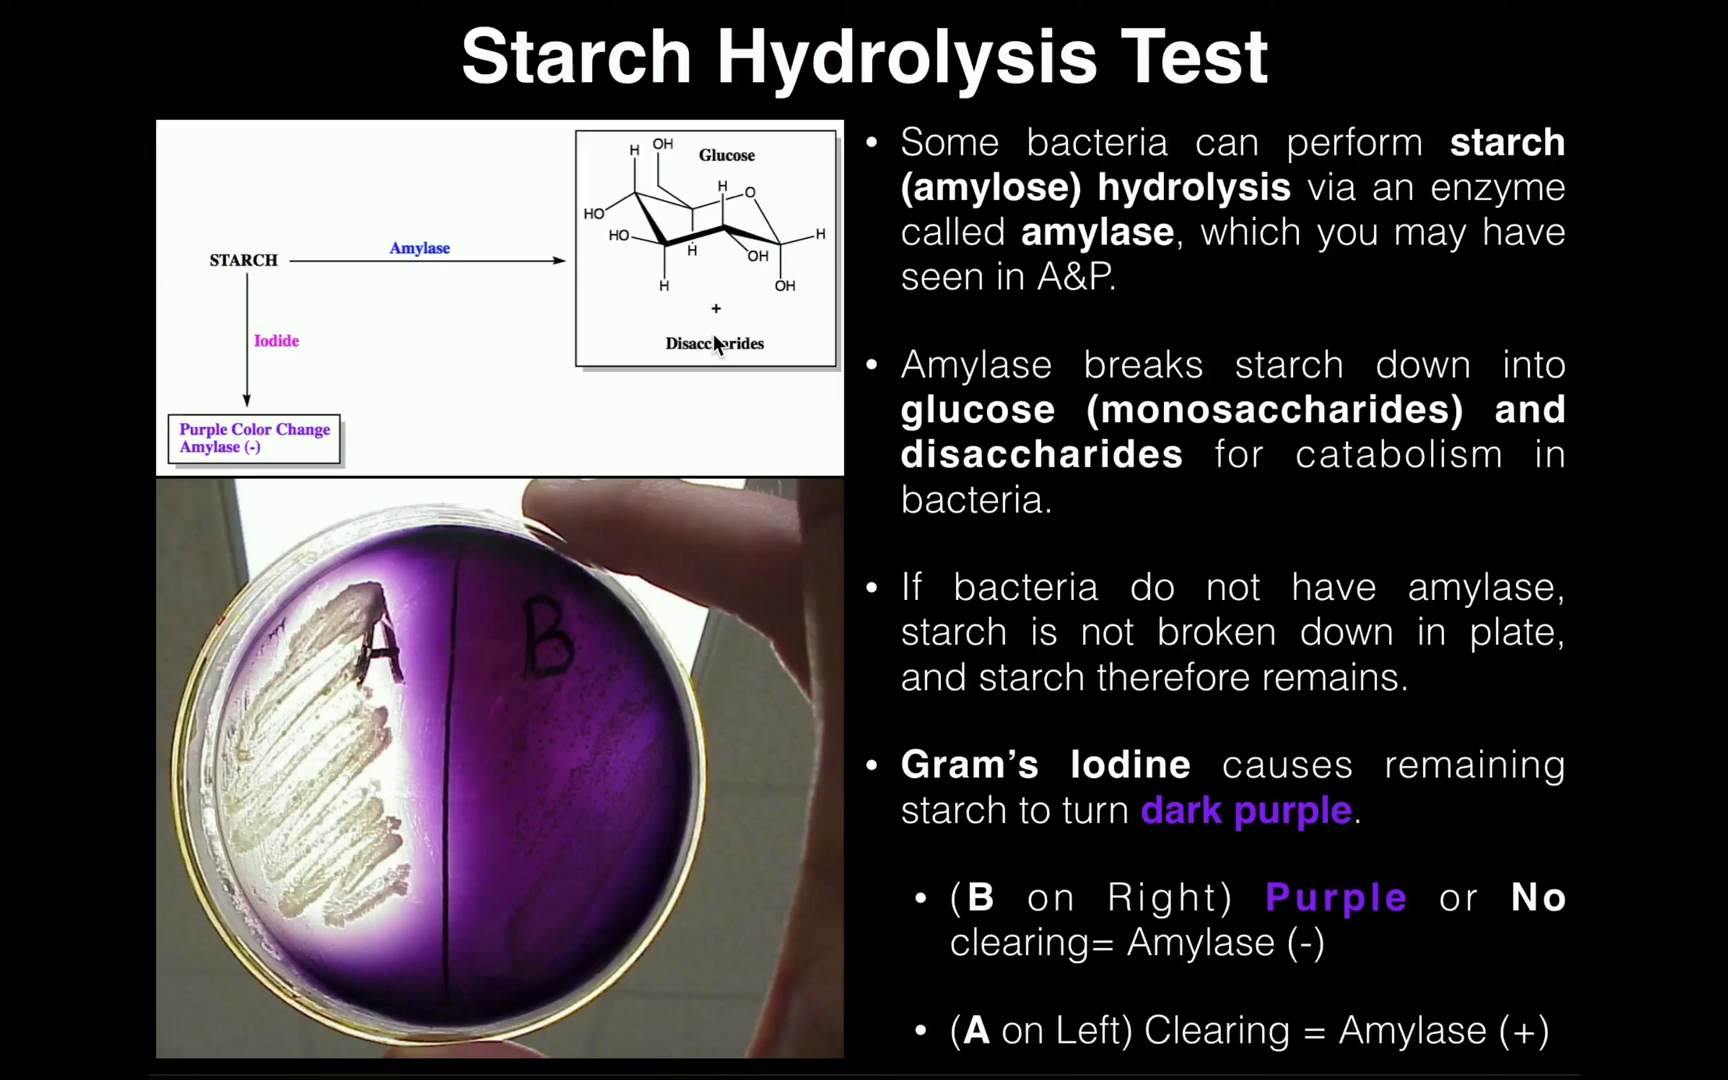 Starch Hydrolysis Test
H
OH
Glucose
H
O
HO
HO
H
H
OH
H
OH
+
Disaccharides
STARCH
Amylase
Iodide
Purple Color Change
Amylase (-)
A
B
• Some bacteria can perform starch
(amylose) hydrolysis via an enzyme
called amylase, which you may have
seen in A&P.
• Amylase breaks starch down into
glucose (monosaccharides) and
disaccharides for catabolism in
bacteria.
• If bacteria do not have amylase,
starch is not broken down in plate,
and starch therefore remains.
• Gram's Iodine causes remaining
starch to turn dark purple.
• (B on Right) Purple or No
clearing= Amylase (-)
• (A on Left) Clearing = Amylase (+)